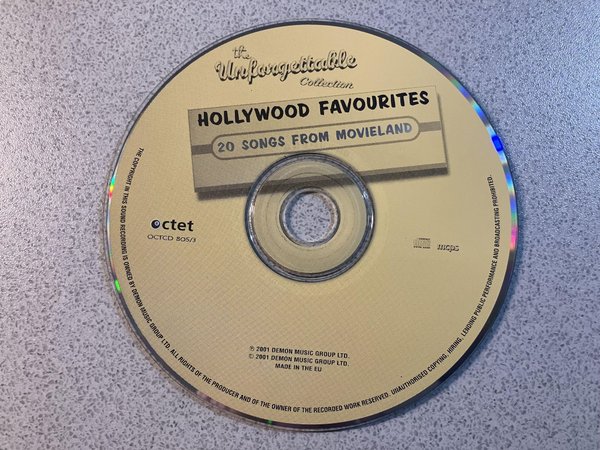 the
Unforgettable
Collection
HOLLYWOOD FAVOURITES
20 SONGS FROM MOVIELAND
octet
OCTCD 805/3
mcps
℗ 2001 DEMON MUSIC GROUP LTD.
© 2001 DEMON MUSIC GROUP LTD.
MADE IN THE EU
THE COPYRIGHT IN THIS SOUND RECORDING IS OWNED BY DEMON MUSIC GROUP LTD. ALL RIGHTS OF THE PRODUCER AND OF THE OWNER OF THE RECORDED WORK RESERVED. UNAUTHORISED COPYING, HIRING, LENDING PUBLIC PERFORMANCE AND BROADCASTING PROHIBITED.